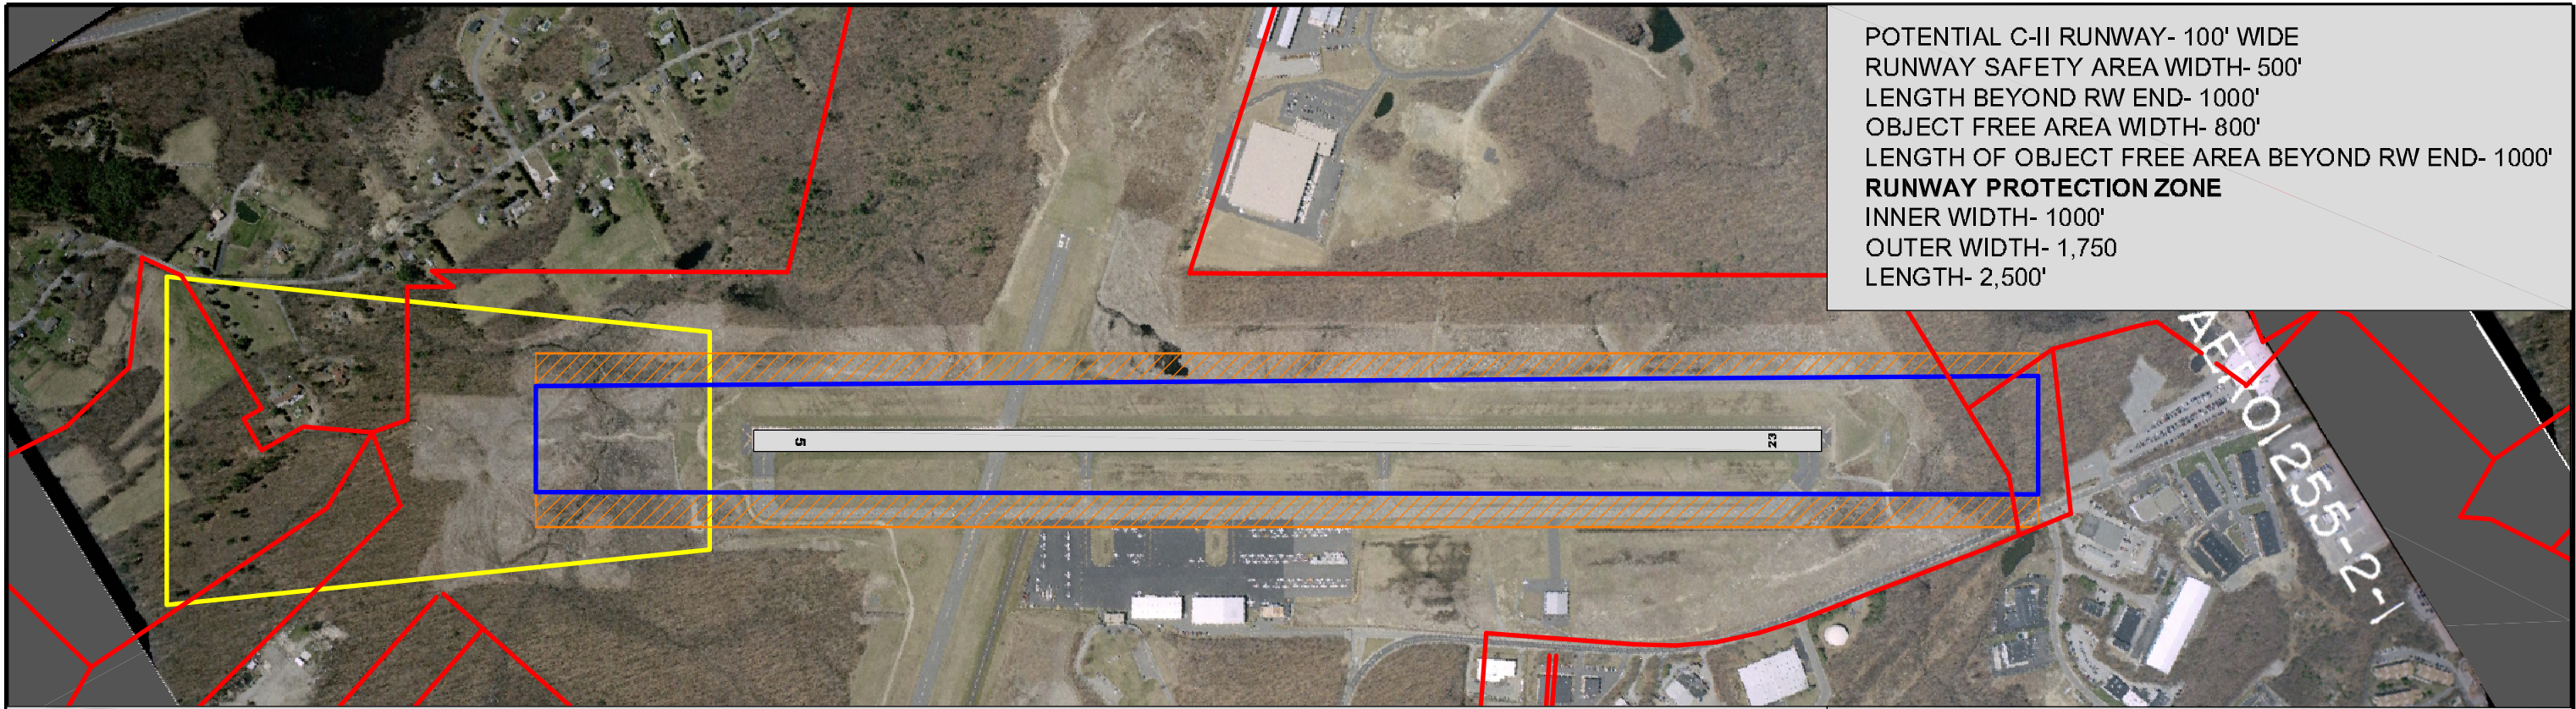 POTENTIAL C-II RUNWAY- 100' WIDE
RUNWAY SAFETY AREA WIDTH- 500'
LENGTH BEYOND RW END- 1000'
OBJECT FREE AREA WIDTH- 800'
LENGTH OF OBJECT FREE AREA BEYOND RW END- 1000'
RUNWAY PROTECTION ZONE
INNER WIDTH- 1000'
OUTER WIDTH- 1,750
LENGTH- 2,500'
5
23